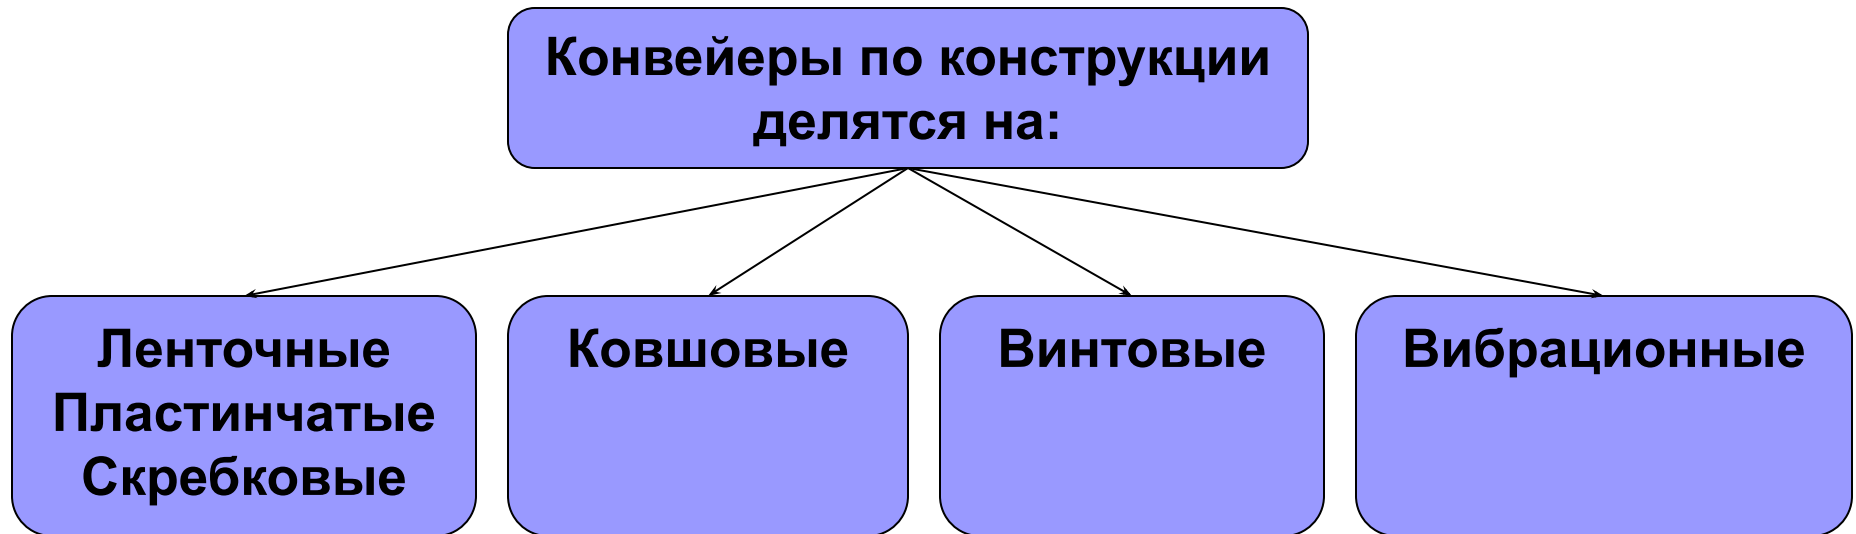 Конвейеры по конструкции
делятся на:
Ленточные
Пластинчатые
Скребковые
Ковшовые
Винтовые
Вибрационные